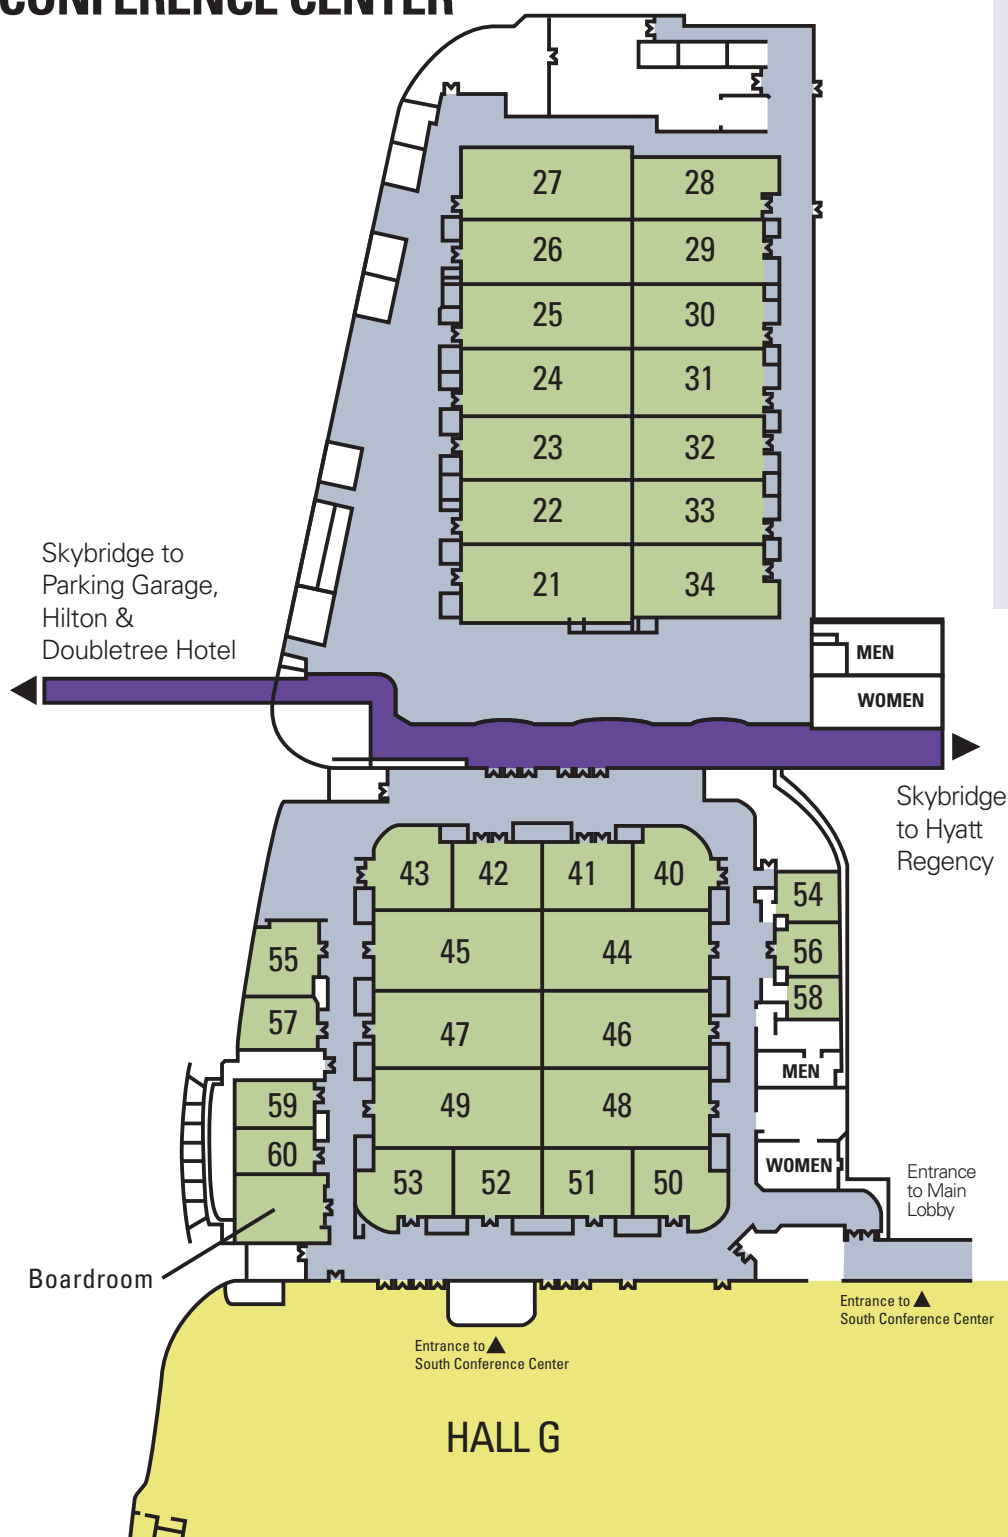 CONFERENCE CENTER
27
28
26
29
25
30
24
31
23
32
22
33
21
34
Skybridge to
Parking Garage,
Hilton &
Doubletree Hotel
MEN
WOMEN
Skybridge
to Hyatt
Regency
43
42
41
40
54
45
44
56
55
58
57
47
46
MEN
59
49
48
60
WOMEN
53
52
51
50
Entrance
to Main
Lobby
Boardroom
Entrance to
South Conference Center
Entrance to
South Conference Center
HALL G